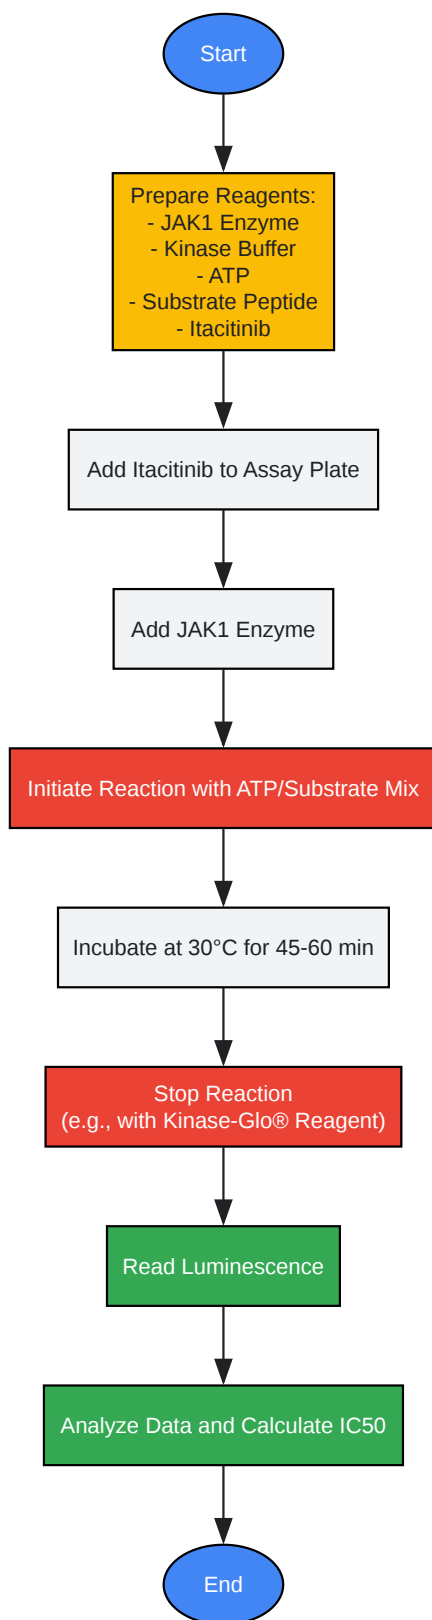 Start
Prepare Reagents:
- JAK1 Enzyme
- Kinase Buffer
- ATP
- Substrate Peptide
- Itacitinib
Add Itacitinib to Assay Plate
Add JAK1 Enzyme
Initiate Reaction with ATP/Substrate Mix
Incubate at 30°C for 45-60 min
Stop Reaction
(e.g., with Kinase-Glo® Reagent)
Read Luminescence
Analyze Data and Calculate IC50
End